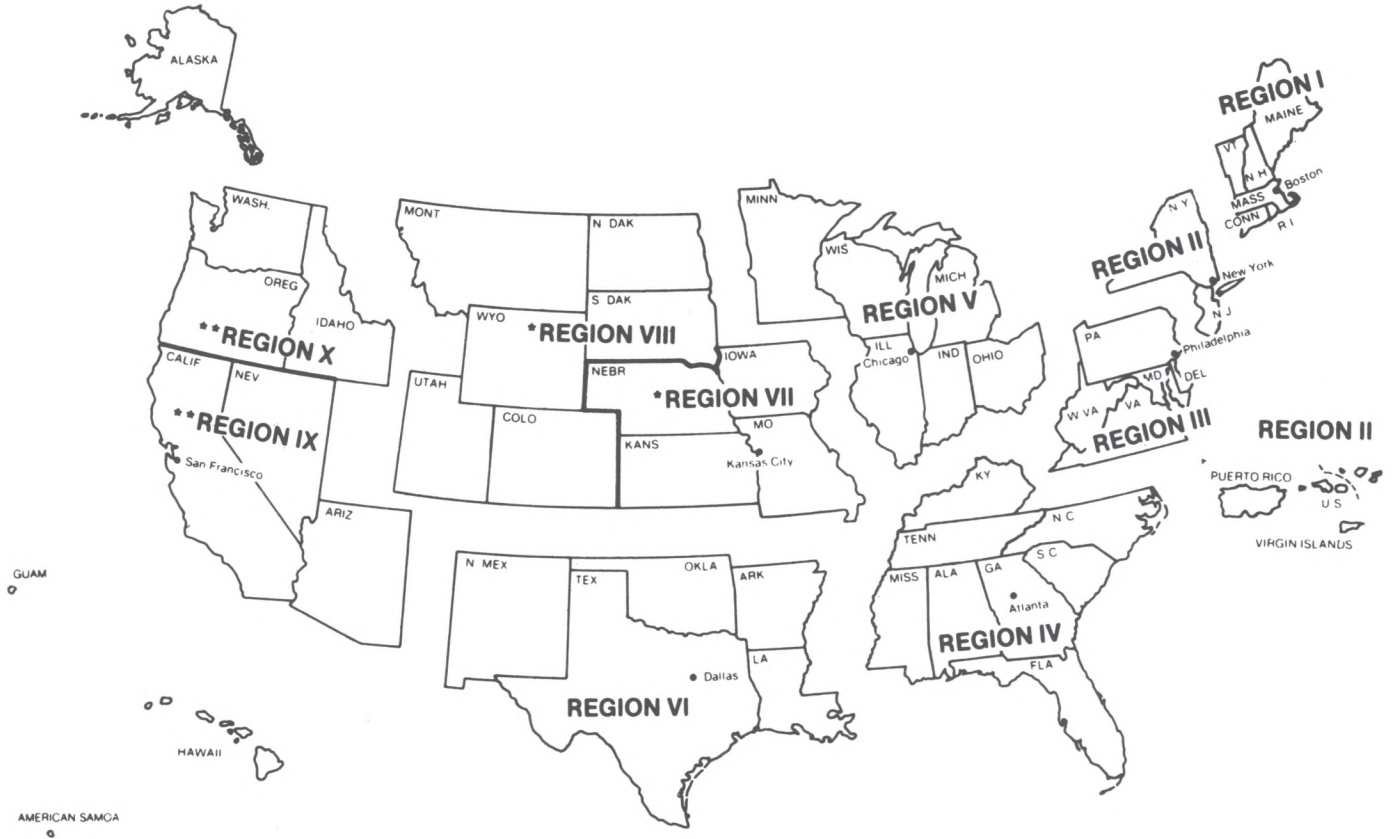 ALASKA
REGION I
MAINE
VT
N H
Boston
MASS
CONN
R I
WASH.
MONT
N DAK
MINN
N Y
WIS
REGION II
MICH
New York
OREG
S DAK
REGION V
IDAHO
WYO
*REGION VIII
N J
**REGION X
PA
Philadelphia
CALIF
NEV
UTAH
NEBR
IOWA
ILL
Chicago
IND
OHIO
MD
DEL
*REGION VII
W VA
VA
**REGION IX
COLO
MO
REGION III
REGION II
KANS
Kansas City
San Francisco
KY
PUERTO RICO
U S
VIRGIN ISLANDS
ARIZ
N C
TENN
S C
N MEX
OKLA
TEX
ARK
MISS
ALA
GA
GUAM
Atlanta
REGION IV
LA
FLA
Dallas
REGION VI
HAWAII
AMERICAN SAMOA